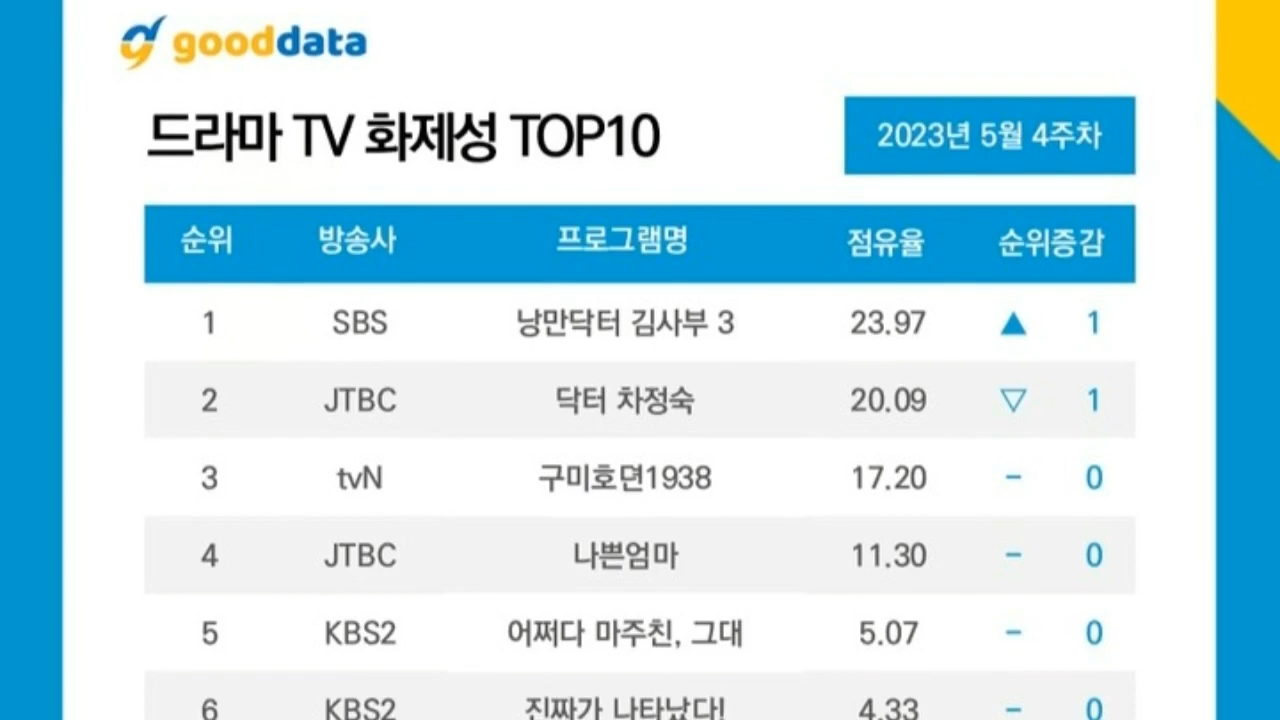 gooddata
드라마 TV 화제성 TOP10
2023년 5월 4주차
순위 방송사 프로그램명 점유율 순위증감
1 SBS 낭만닥터 김사부 3 23.97 ▲ 1
2 JTBC 닥터 차정숙 20.09 ▽ 1
3 tvN 구미호뎐1938 17.20 - 0
4 JTBC 나쁜엄마 11.30 - 0
5 KBS2 어쩌다 마주친, 그대 5.07 - 0
6 KBS2 진짜가 나타났다! 4.33 - 0